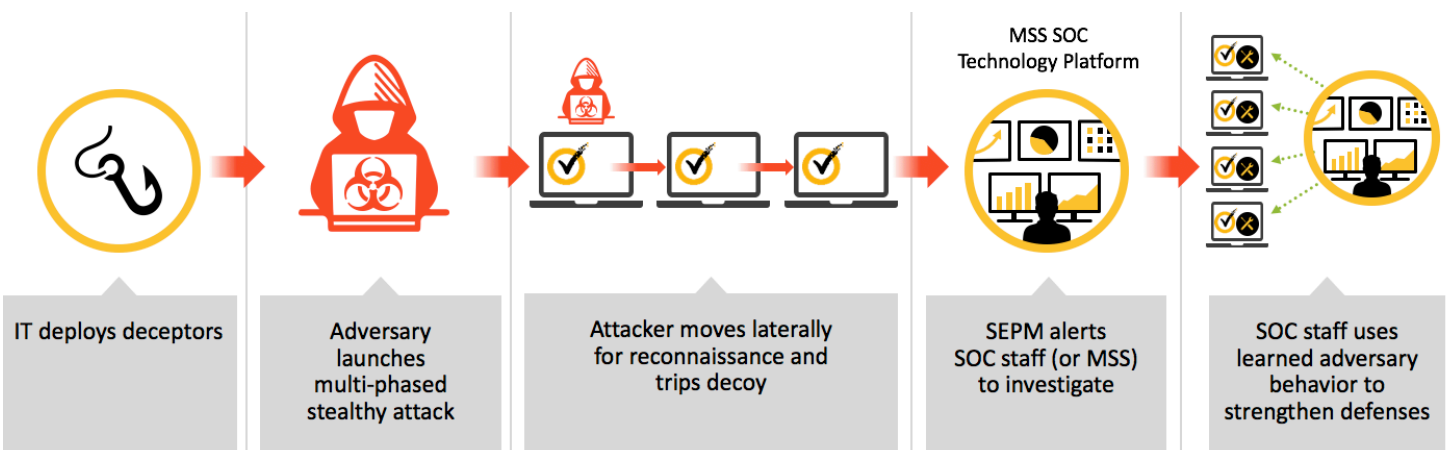 MSS SOC
Technology Platform
IT deploys deceptors
Adversary
launches
multi-phased
stealthy attack
Attacker moves laterally
for reconnaissance and
trips decoy
SEPM alerts
SOC staff (or MSS)
to investigate
SOC staff uses
learned adversary
behavior to
strengthen defenses